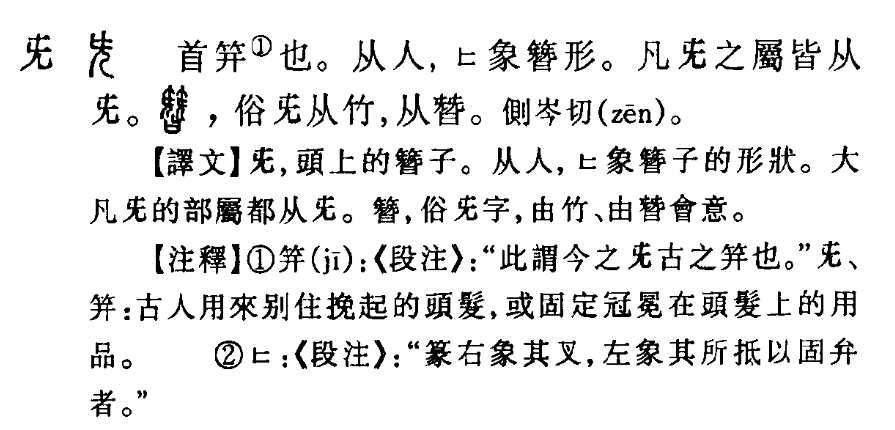 兂 首笄①也。从人,匕象簪形。凡兂之屬皆从
兂。，俗兂从竹,从朁。側岑切(zēn)。
【譯文】兂,頭上的簪子。从人,匕象簪子的形狀。大
凡兂的部屬都从兂。簪,俗兂字,由竹、由朁會意。
【注釋】①笄(jī):《段注》:“此謂今之兂古之笄也。”兂、
笄:古人用來别住挽起的頭髮,或固定冠冕在頭髮上的用
品。 ②匕:《段注》:“篆右象其叉,左象其所抵以固弁
者。”